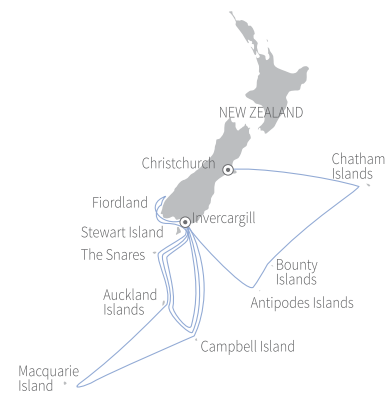 NEW ZEALAND
Christchurch
Chatham
Islands
Fiordland
Invercargill
Stewart Island
The Snares
Bounty
Islands
Auckland
Islands
Antipodes Islands
Campbell Island
Macquarie
Island